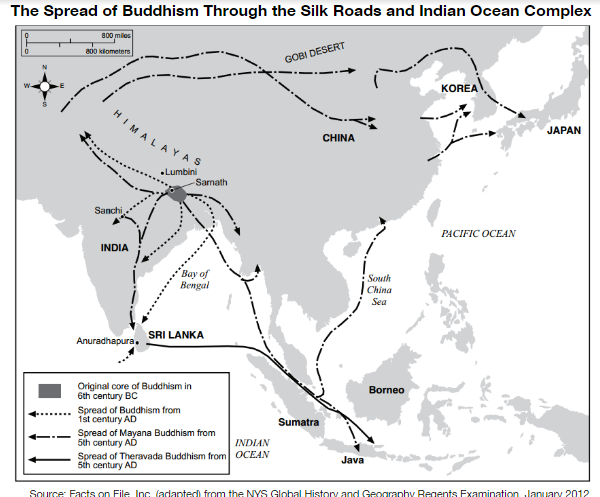 The Spread of Buddhism Through the Silk Roads and Indian Ocean Complex
0 800 miles
0 800 kilometers
N
W E
S
GOBI DESERT
KOREA
CHINA
JAPAN
HIMALAYAS
Lumbini
Sarnath
Sanchi
INDIA
PACIFIC OCEAN
Bay of
Bengal
South
China
Sea
Anuradhapura
SRI LANKA
Borneo
Sumatra
INDIAN
OCEAN
Java
Original core of Buddhism in
6th century BC
Spread of Buddhism from
1st century AD
Spread of Mayana Buddhism from
5th century AD
Spread of Theravada Buddhism from
5th century AD
Source: Facts on File, Inc. (adapted) from the NYS Global History and Geography Regents Examination, January 2012